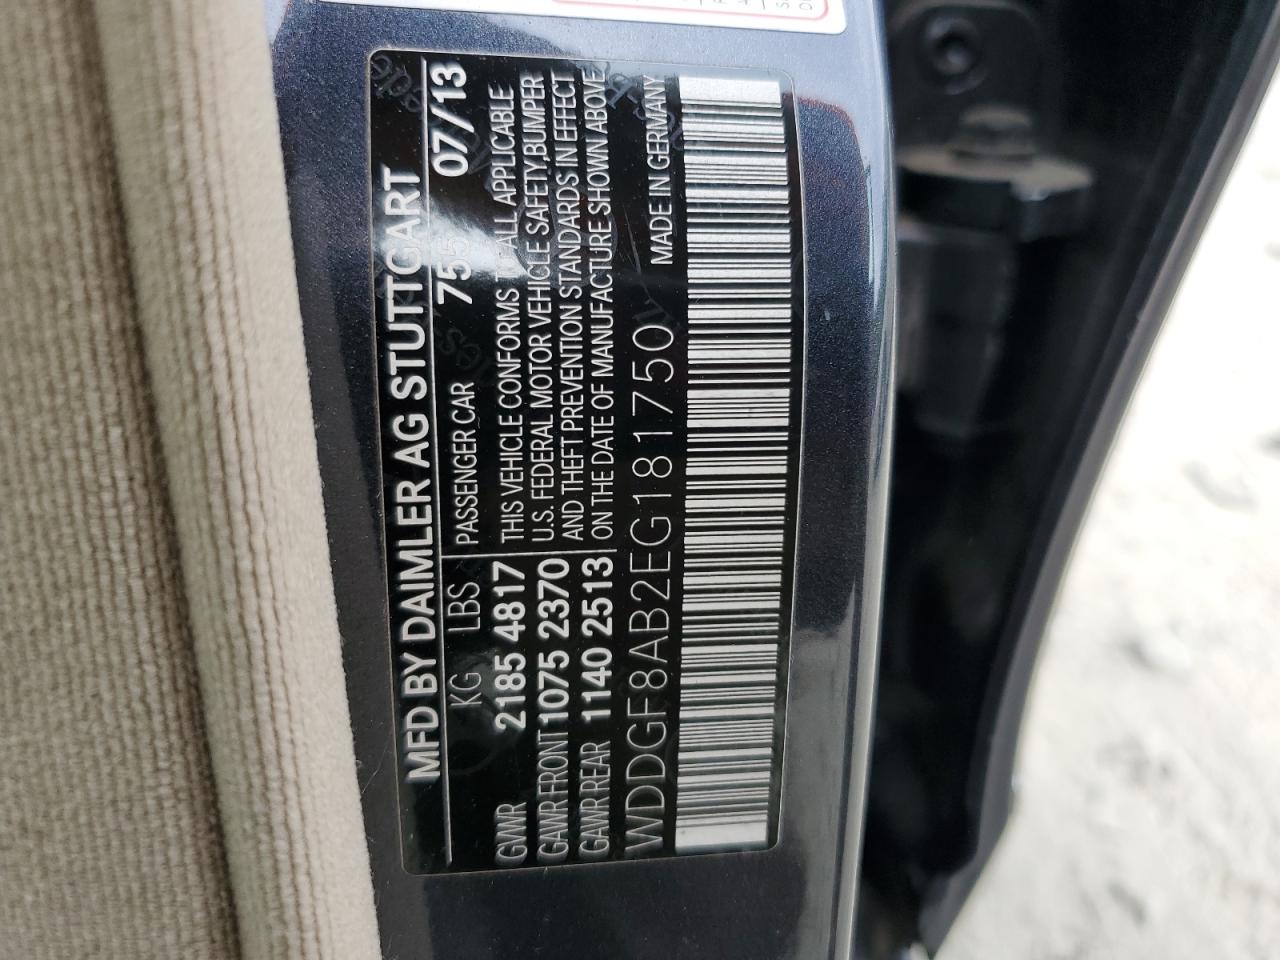 MFD BY DAIMLER AG STUTTGART
KG LBS PASSENGER CAR 755 07/13
GVWR 2185 4817 THIS VEHICLE CONFORMS TO ALL APPLICABLE
GAWR FRONT 1075 2370 U.S. FEDERAL MOTOR VEHICLE SAFETY,BUMPER
GAWR REAR 1140 2513 AND THEFT PREVENTION STANDARDS IN EFFECT
ON THE DATE OF MANUFACTURE SHOWN ABOVE
WDDGF8AB2EG181750 MADE IN GERMANY